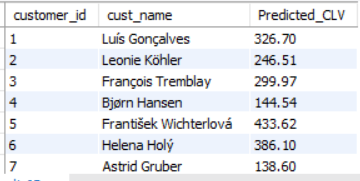 customer_id cust_name Predicted_CLV
1 Luís Gonçalves 326.70
2 Leonie Köhler 246.51
3 François Tremblay 299.97
4 Bjørn Hansen 144.54
5 František Wichterlová 433.62
6 Helena Holý 386.10
7 Astrid Gruber 138.60